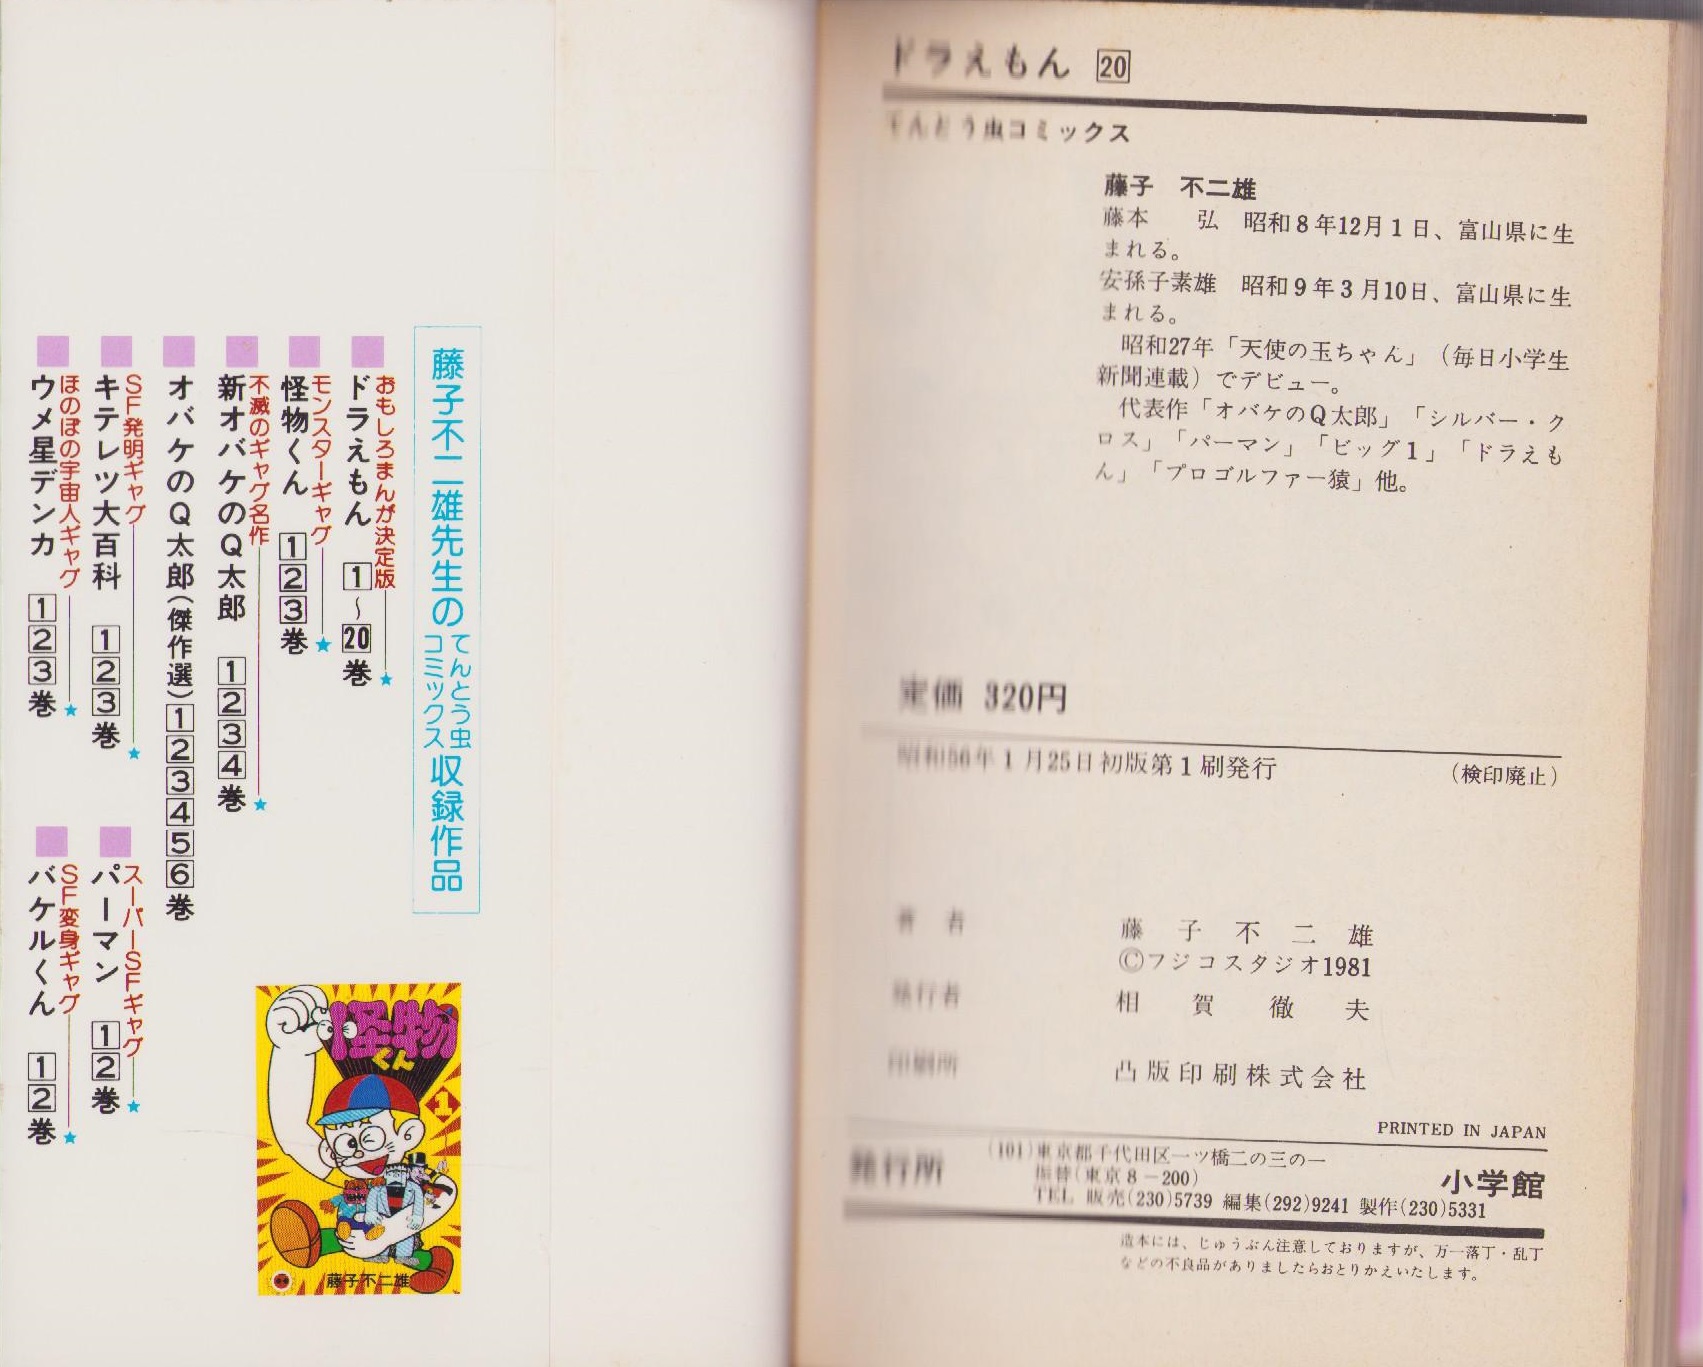 ドラえもん 20
てんとう虫コミックス
藤子 不二雄
藤本 弘 昭和8年12月1日、富山県に生
まれる。
安孫子素雄 昭和9年3月10日、富山県に生
まれる。
昭和27年「天使の玉ちゃん」(毎日小学生
新聞連載)でデビュー。
代表作「オバケのQ太郎」「シルバー・ク
ロス」「パーマン」「ビッグ1」「ドラえも
ん」「プロゴルファー猿」他。
定価 320円
昭和56年1月25日初版第1刷発行 (検印廃止)
著者 藤子不二雄
©フジコスタジオ1981
発行者 相賀徹夫
印刷所 凸版印刷株式会社
PRINTED IN JAPAN
発行所 (101)東京都千代田区一ツ橋二の三の一
振替(東京8-200)
小学館
TEL 販売(230)5739 編集(292)9241 製作(230)5331
造本には、じゅうぶん注意しておりますが、万一落丁・乱丁
などの不良品がありましたらおとりかえいたします。
藤子不二雄先生のてんとう虫コミックス収録作品
おもしろまんが決定版
ドラえもん 1~20巻
モンスターギャグ
怪物くん 1 2 3巻
不滅のギャグ名作
新オバケのQ太郎 1 2 3 4巻
オバケのQ太郎(傑作選)1 2 3 4 5 6巻
SF発明ギャグ
キテレツ大百科 1 2 3巻
スーパーSFギャグ
パーマン 1 2巻
ほのぼの宇宙人ギャグ
ウメ星デンカ 1 2 3巻
SF変身ギャグ
バケルくん 1 2巻
怪物
くん
1
藤子不二雄